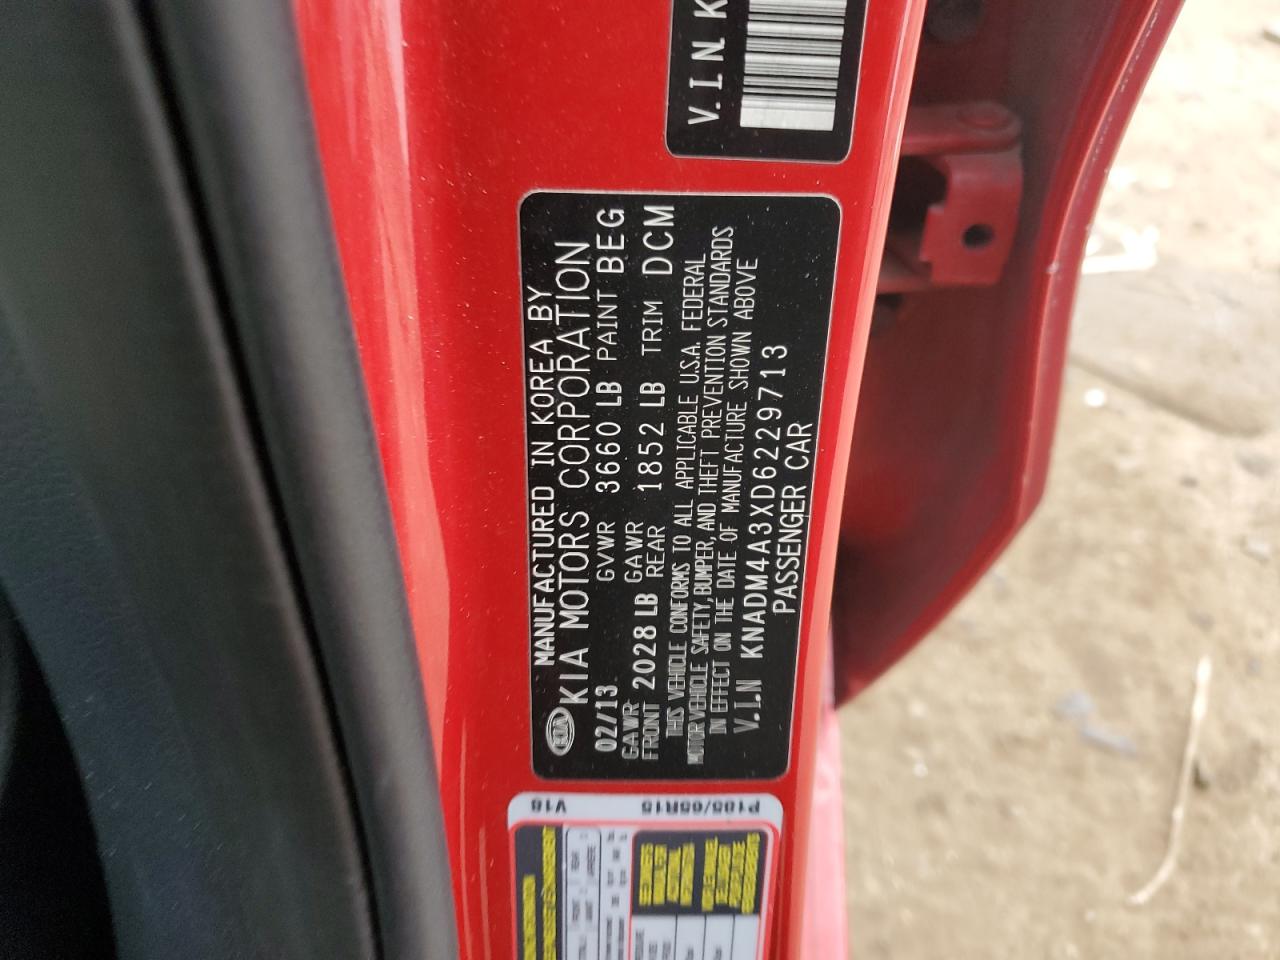 V.I.N. K
MANUFACTURED IN KOREA BY
KIA KIA MOTORS CORPORATION
02/13 GVWR 3660 LB PAINT BEG
GAWR FRONT 2028 LB GAWR REAR 1852 LB TRIM DCM
THIS VEHICLE CONFORMS TO ALL APPLICABLE U.S.A. FEDERAL
MOTOR VEHICLE SAFETY, BUMPER, AND THEFT PREVENTION STANDARDS
IN EFFECT ON THE DATE OF MANUFACTURE SHOWN ABOVE
V.I.N KNADM4A3XD6229713
PASSENGER CAR
V16
P185/65R15